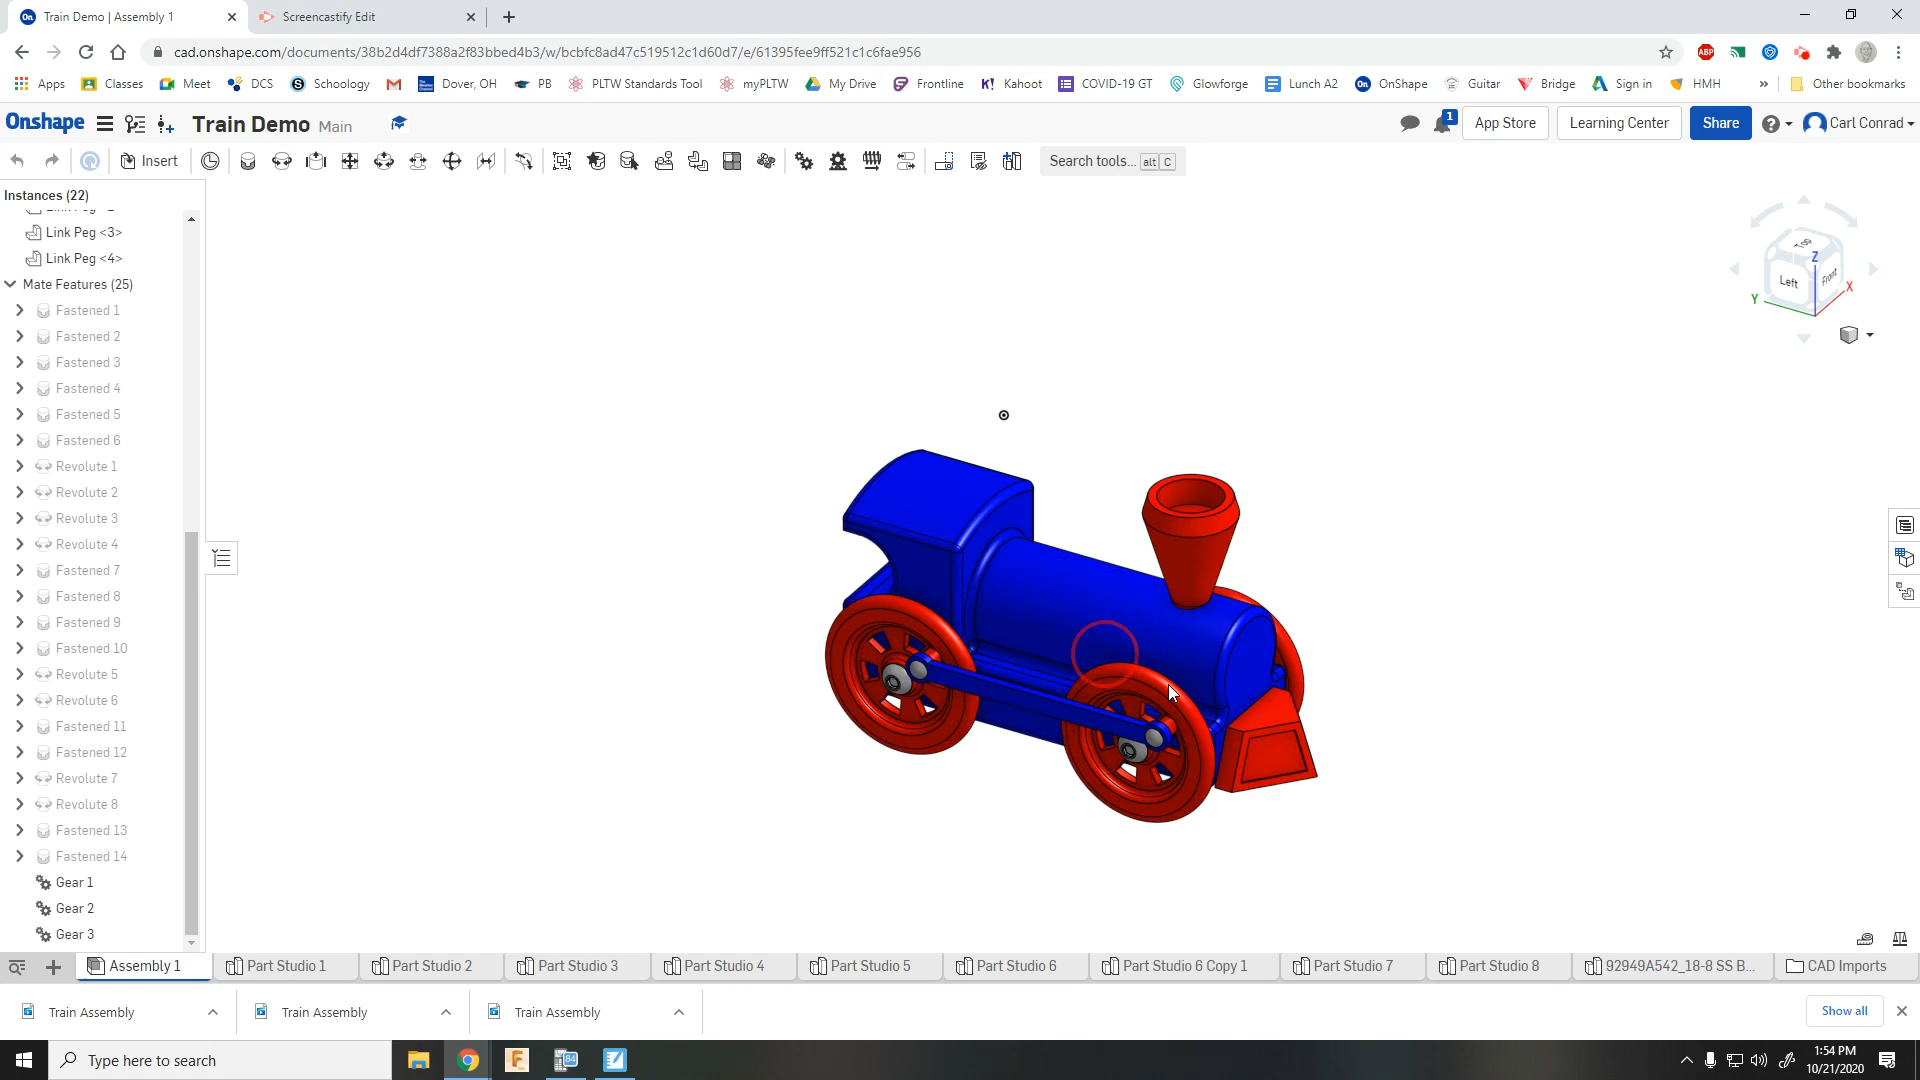 Train Demo | Assembly 1
Screencastify Edit
cad.onshape.com/documents/38b2d4df7388a2f83bbed4b3/w/bcbfc8ad47c519512c1d60d7/e/61395fee9ff521c1c6fae956
Apps
Classes
Meet
DCS
Schoology
Dover, OH
PB
PLTW Standards Tool
myPLTW
My Drive
Frontline
Kahoot
COVID-19 GT
Glowforge
Lunch A2
OnShape
Guitar
Bridge
Sign in
HMH
»
Other bookmarks
Onshape
Train Demo Main
1
App Store
Learning Center
Share
Carl Conrad
Insert
Search tools... alt C
Instances (22)
Link Peg <3>
Link Peg <4>
Mate Features (25)
Fastened 1
Fastened 2
Fastened 3
Fastened 4
Fastened 5
Fastened 6
Revolute 1
Revolute 2
Revolute 3
Revolute 4
Fastened 7
Fastened 8
Fastened 9
Fastened 10
Revolute 5
Revolute 6
Fastened 11
Fastened 12
Revolute 7
Revolute 8
Fastened 13
Fastened 14
Gear 1
Gear 2
Gear 3
Top
Z
Left
Front
X
Y
Assembly 1
Part Studio 1
Part Studio 2
Part Studio 3
Part Studio 4
Part Studio 5
Part Studio 6
Part Studio 6 Copy 1
Part Studio 7
Part Studio 8
92949A542_18-8 SS B...
CAD Imports
Train Assembly
Train Assembly
Train Assembly
Show all
Type here to search
84
1:54 PM
10/21/2020